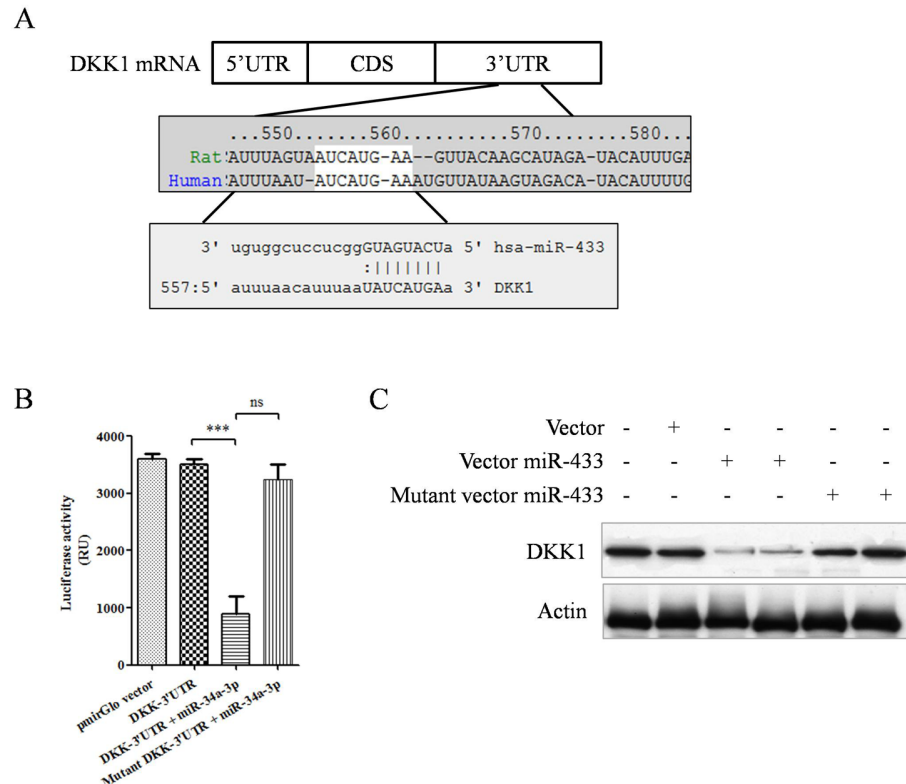 A
DKK1 mRNA 5'UTR CDS 3'UTR
...550.......560.........570........580...
Rat 'AUUUAGUAAUCAUG-AA--GUUACAAGCAUAGA-UACAUUUGA
Human 'AUUUAAU-AUCAUG-AAAUGUUAUAAGUAGACA-UACAUUUUG
3' uguggcuccucggGUAGUACUa 5' hsa-miR-433
:|||||||
557:5' auuuaacauuuaaUAUCAUGAa 3' DKK1
B
ns
***
4000
3000
2000
1000
0
Luciferase activity
(RU)
pmirGlo vector
DKK-3'UTR
DKK-3'UTR + miR-34a-3p
Mutant DKK-3'UTR + miR-34a-3p
C
Vector - + - - - -
Vector miR-433 - - + + - -
Mutant vector miR-433 - - - - + +
DKK1
Actin